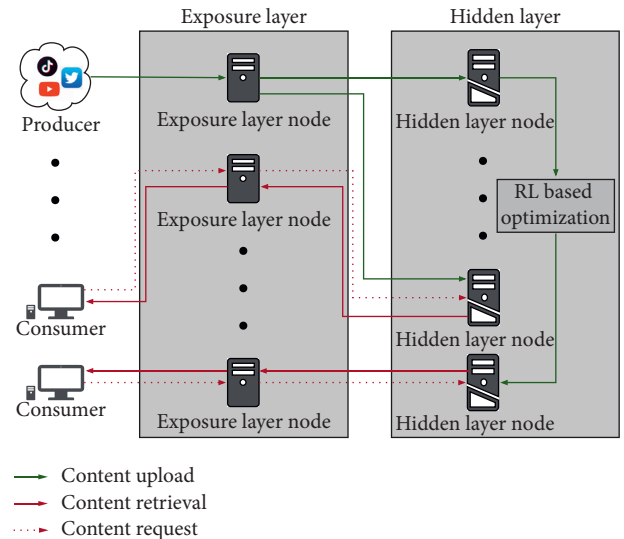 Exposure layer
Hidden layer
Producer
Exposure layer node
Hidden layer node
Exposure layer node
RL based
optimization
Consumer
Hidden layer node
Consumer
Exposure layer node
Hidden layer node
Content upload
Content retrieval
Content request